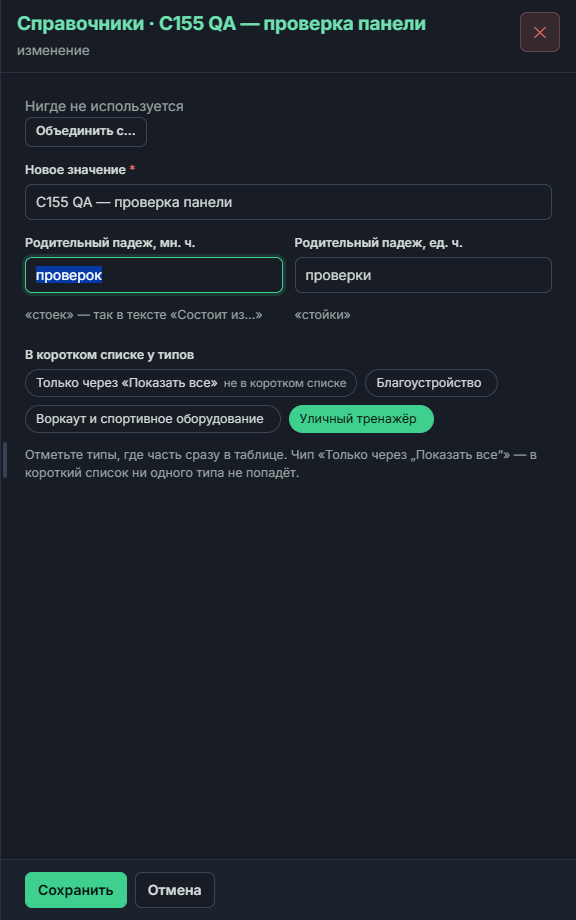 Справочники · C155 QA — проверка панели
изменение
Нигде не используется
Объединить с...
Новое значение *
C155 QA — проверка панели
Родительный падеж, мн. ч. Родительный падеж, ед. ч.
проверок проверки
«стоек» — так в тексте «Состоит из…» «стойки»
В коротком списке у типов
Только через «Показать все» не в коротком списке Благоустройство
Воркаут и спортивное оборудование Уличный тренажёр
Отметьте типы, где часть сразу в таблице. Чип «Только через „Показать все“» — в
короткий список ни одного типа не попадёт.
Сохранить Отмена